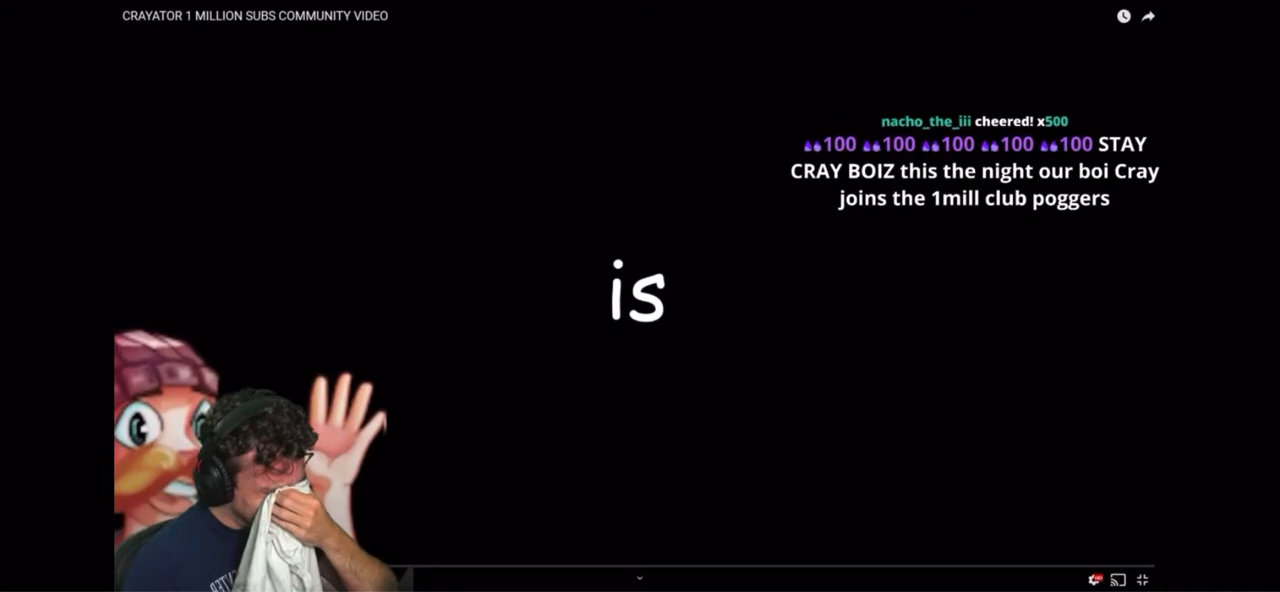 CRAYATOR 1 MILLION SUBS COMMUNITY VIDEO
nacho_the_iii cheered! x500
100 100 100 100 100 STAY
CRAY BOIZ this the night our boi Cray
joins the 1mill club poggers
is